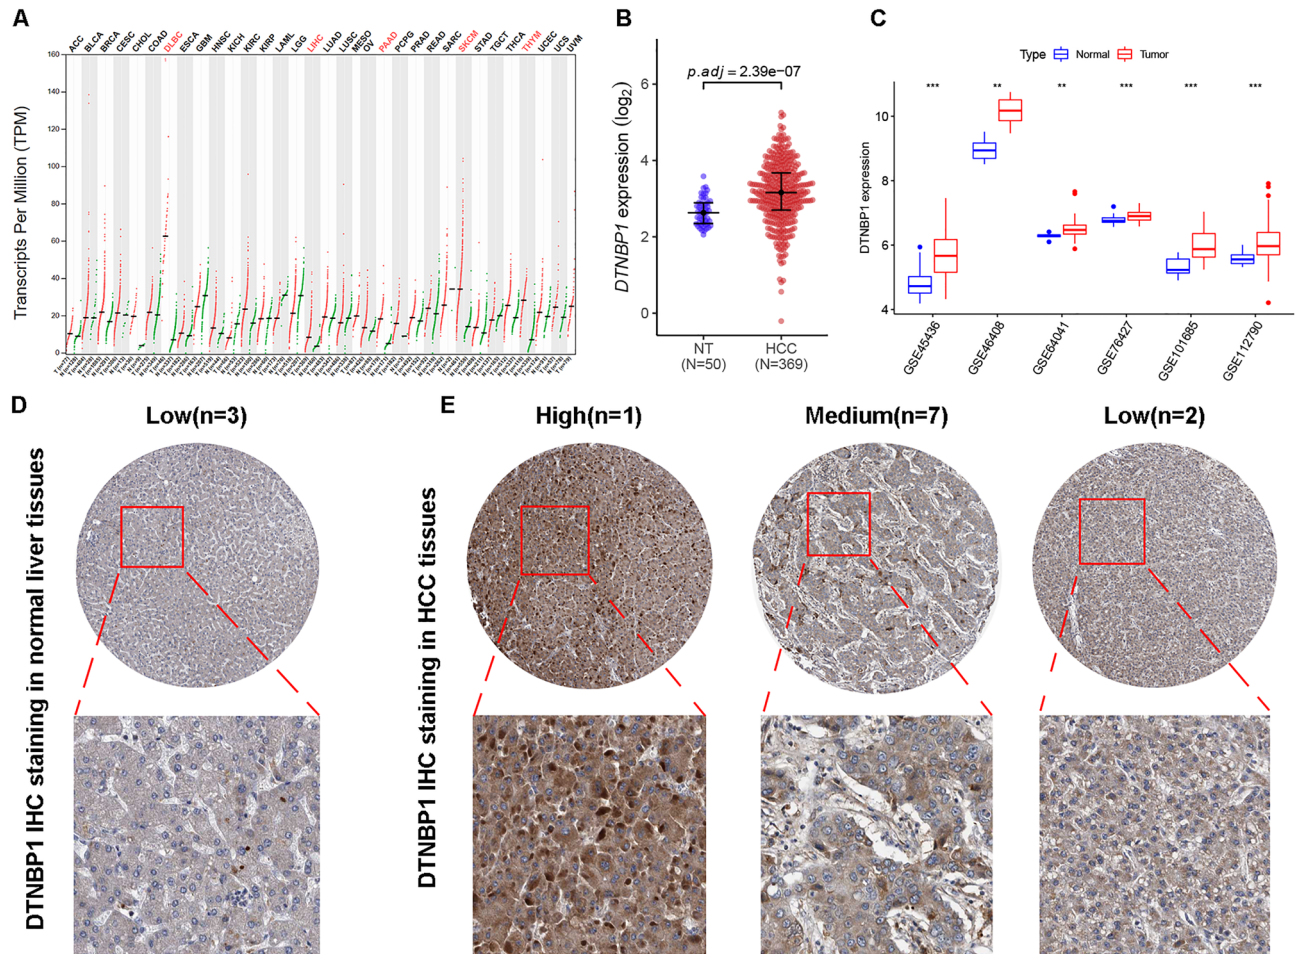 A
ACC
BLCA
BRCA
CESC
CHOL
COAD
DLBC
ESCA
GBM
HNSC
KICH
KIRC
KIRP
LAML
LGG
LIHC
LUAD
LUSC
MESO
OV
PAAD
PCPG
PRAD
READ
SARC
SKCM
STAD
TGCT
THCA
THYM
UCEC
UCS
UVM
Transcripts Per Million (TPM)
160
140
120
100
80
60
40
20
0
B
p.adj = 2.39e−07
DTNBP1 expression (log2)
6
4
2
0
NT
(N=50)
HCC
(N=369)
C
Type Normal Tumor
*** ** ** *** *** ***
DTNBP1 expression
10
8
6
4
GSE45436
GSE46408
GSE64041
GSE76427
GSE101685
GSE112790
D
Low(n=3)
DTNBP1 IHC staining in normal liver tissues
E
High(n=1)
Medium(n=7)
Low(n=2)
DTNBP1 IHC staining in HCC tissues